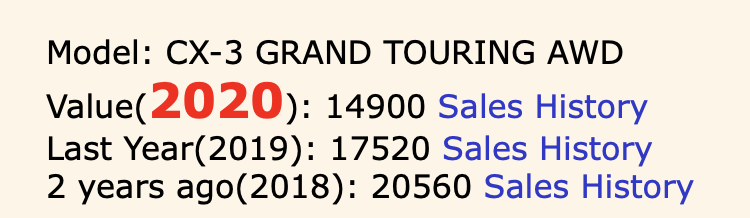 Model: CX-3 GRAND TOURING AWD
Value(2020): 14900 Sales History
Last Year(2019): 17520 Sales History
2 years ago(2018): 20560 Sales History